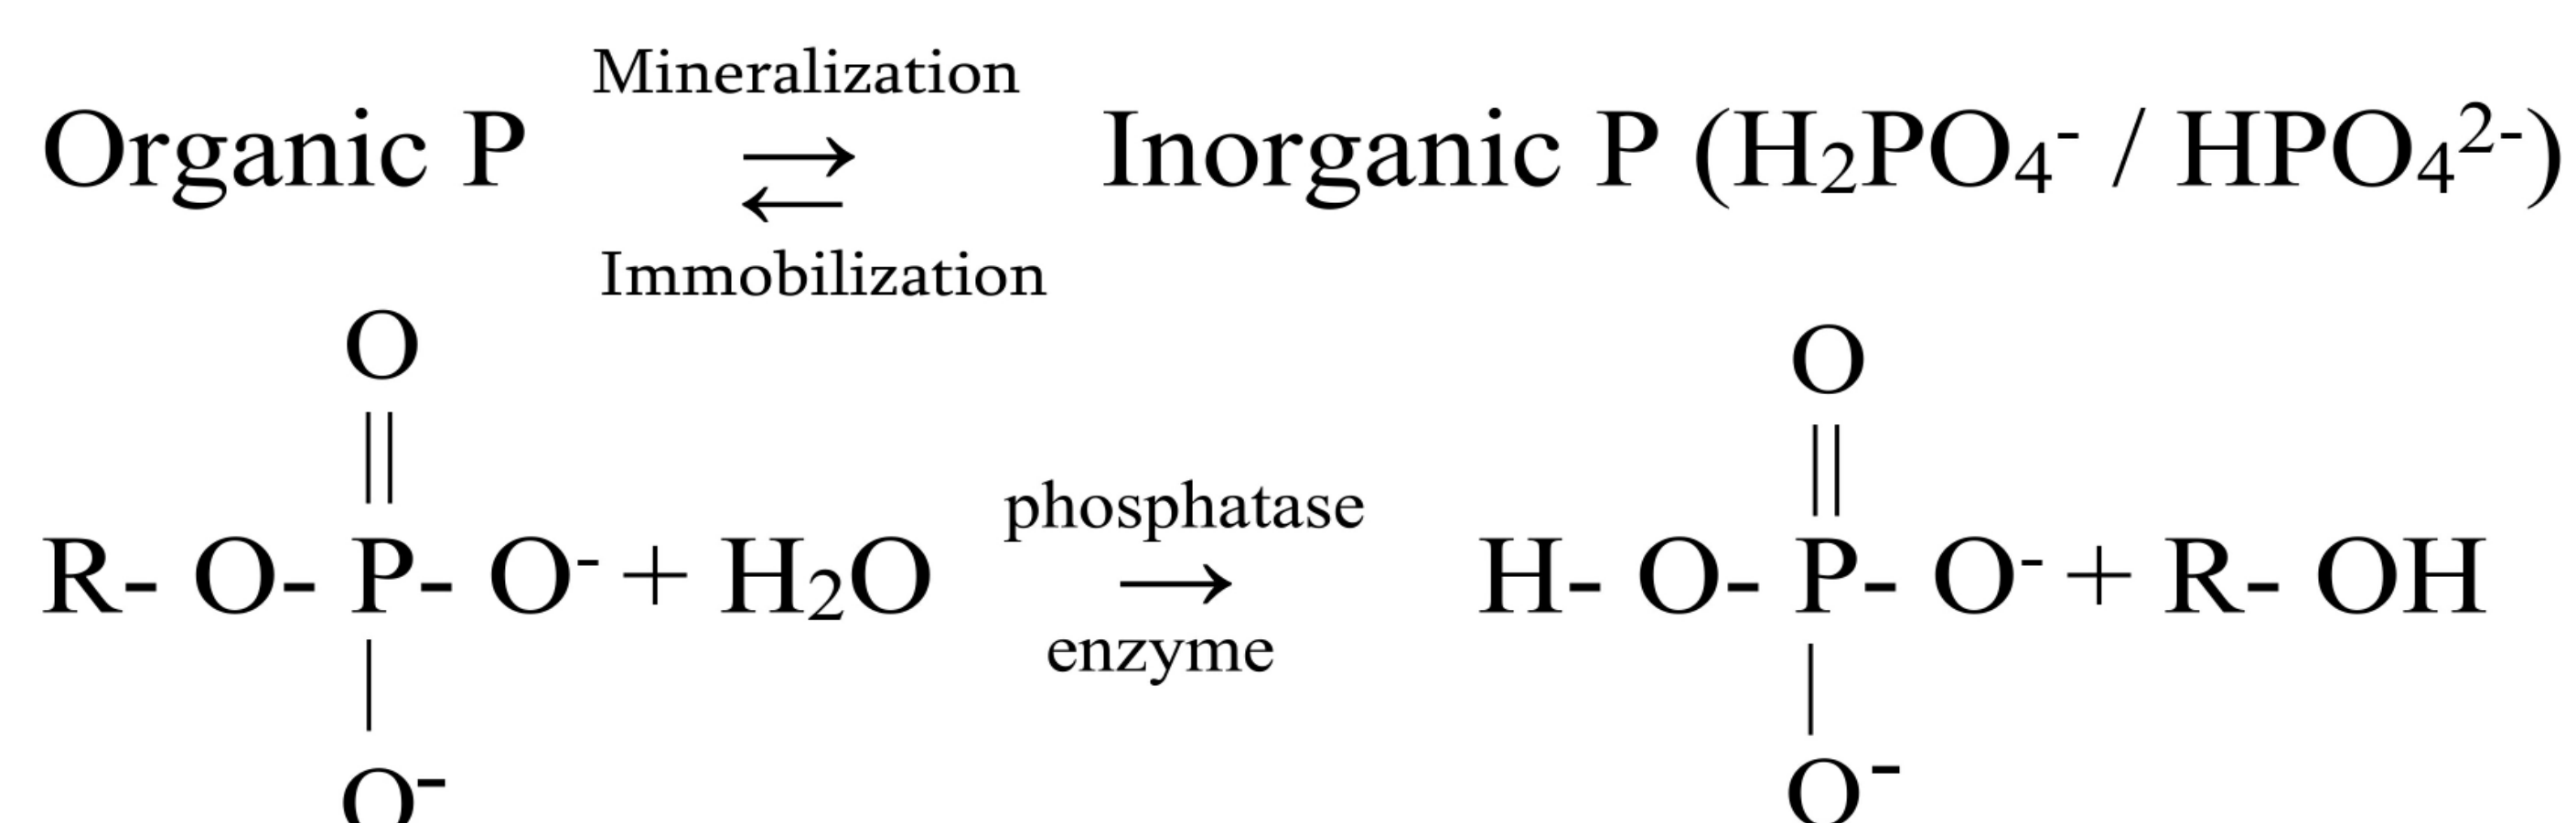 Mineralization
Organic P ⇄ Inorganic P (H₂PO₄⁻ / HPO₄²⁻)
Immobilization
O O
|| ||
phosphatase
R- O- P- O⁻ + H₂O → H- O- P- O⁻ + R- OH
enzyme
| |
O⁻ O⁻